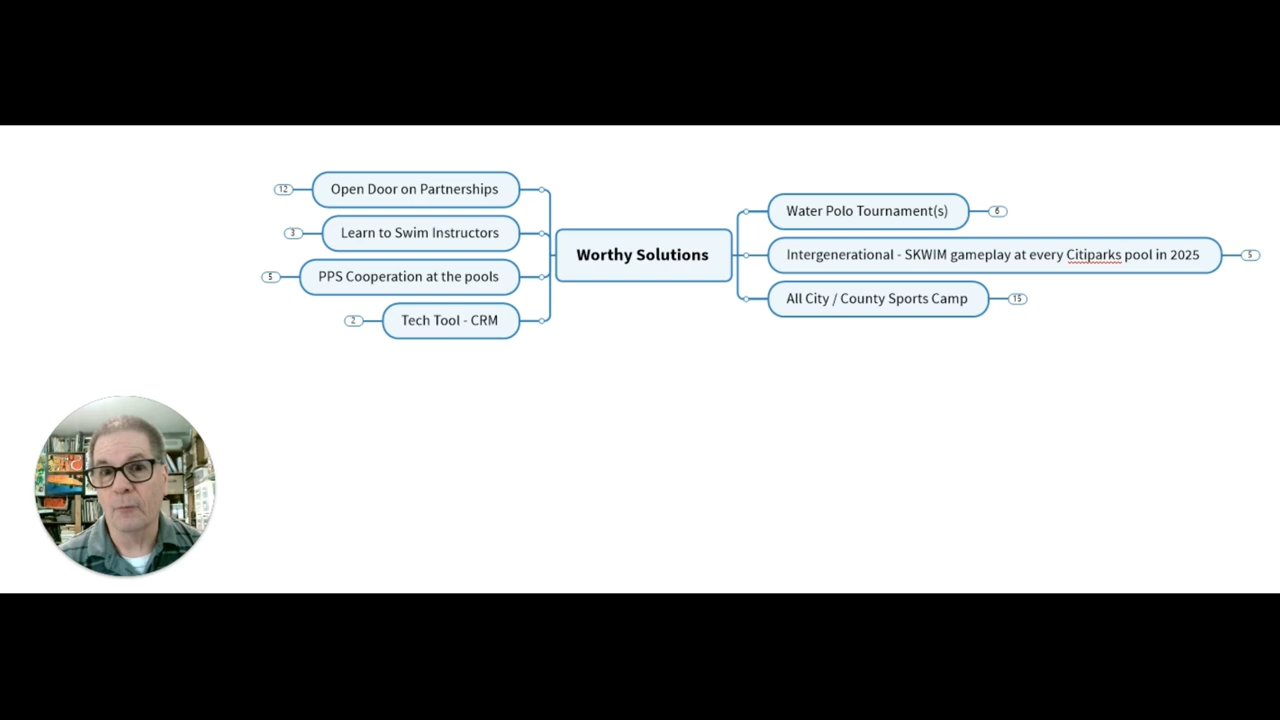 12
Open Door on Partnerships
3
Learn to Swim Instructors
5
PPS Cooperation at the pools
2
Tech Tool - CRM
Worthy Solutions
Water Polo Tournament(s)
6
Intergenerational - SKWIM gameplay at every Citiparks pool in 2025
5
All City / County Sports Camp
15